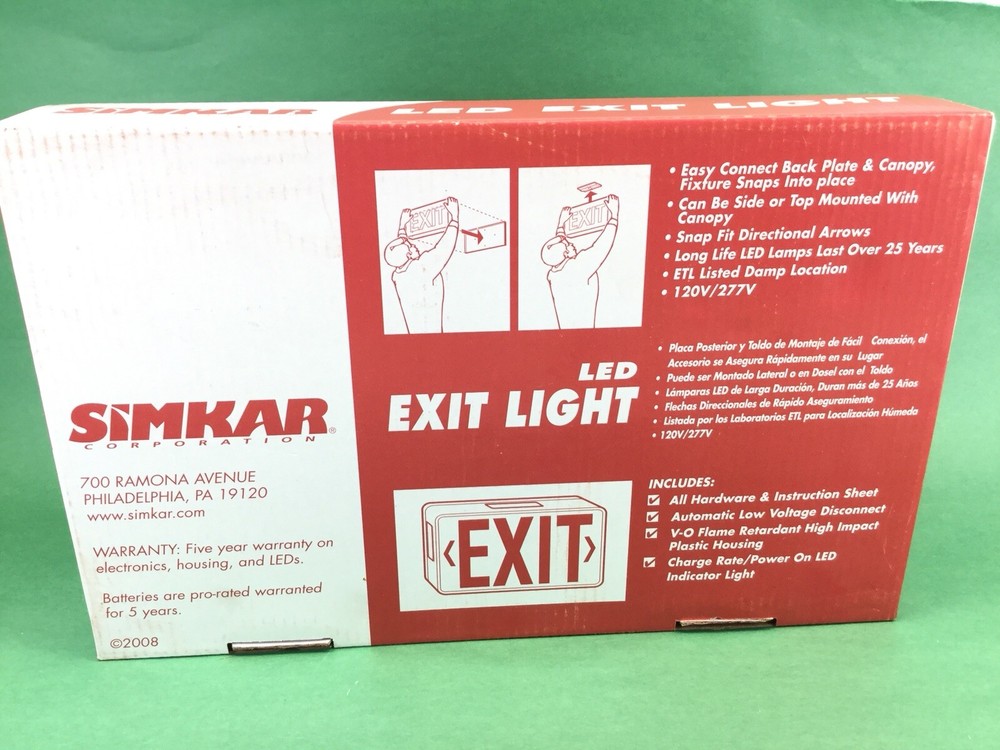 SIMKAR
LED EXIT LIGHT
EXIT
EXIT
• Easy Connect Back Plate & Canopy,
Fixture Snaps Into place
• Can Be Side or Top Mounted With
Canopy
• Snap Fit Directional Arrows
• Long Life LED Lamps Last Over 25 Years
• ETL Listed Damp Location
• 120V/277V
• Placa Posterior y Toldo de Montaje de Fácil Conexión, el
Accesorio se Asegura Rápidamente en su Lugar
• Puede ser Montado Lateral o en Dosel con el Toldo
• Lámparas LED de Larga Duración, Duran más de 25 Años
• Flechas Direccionales de Rápido Aseguramiento
• Listada por los Laboratorios ETL para Localización Húmeda
• 120V/277V
LED
EXIT LIGHT
SIMKAR®
CORPORATION
700 RAMONA AVENUE
PHILADELPHIA, PA 19120
www.simkar.com
WARRANTY: Five year warranty on
electronics, housing, and LEDs.
Batteries are pro-rated warranted
for 5 years.
©2008
‹EXIT›
INCLUDES:
☑ All Hardware & Instruction Sheet
☑ Automatic Low Voltage Disconnect
☑ V-O Flame Retardant High Impact
Plastic Housing
☑ Charge Rate/Power On LED
Indicator Light